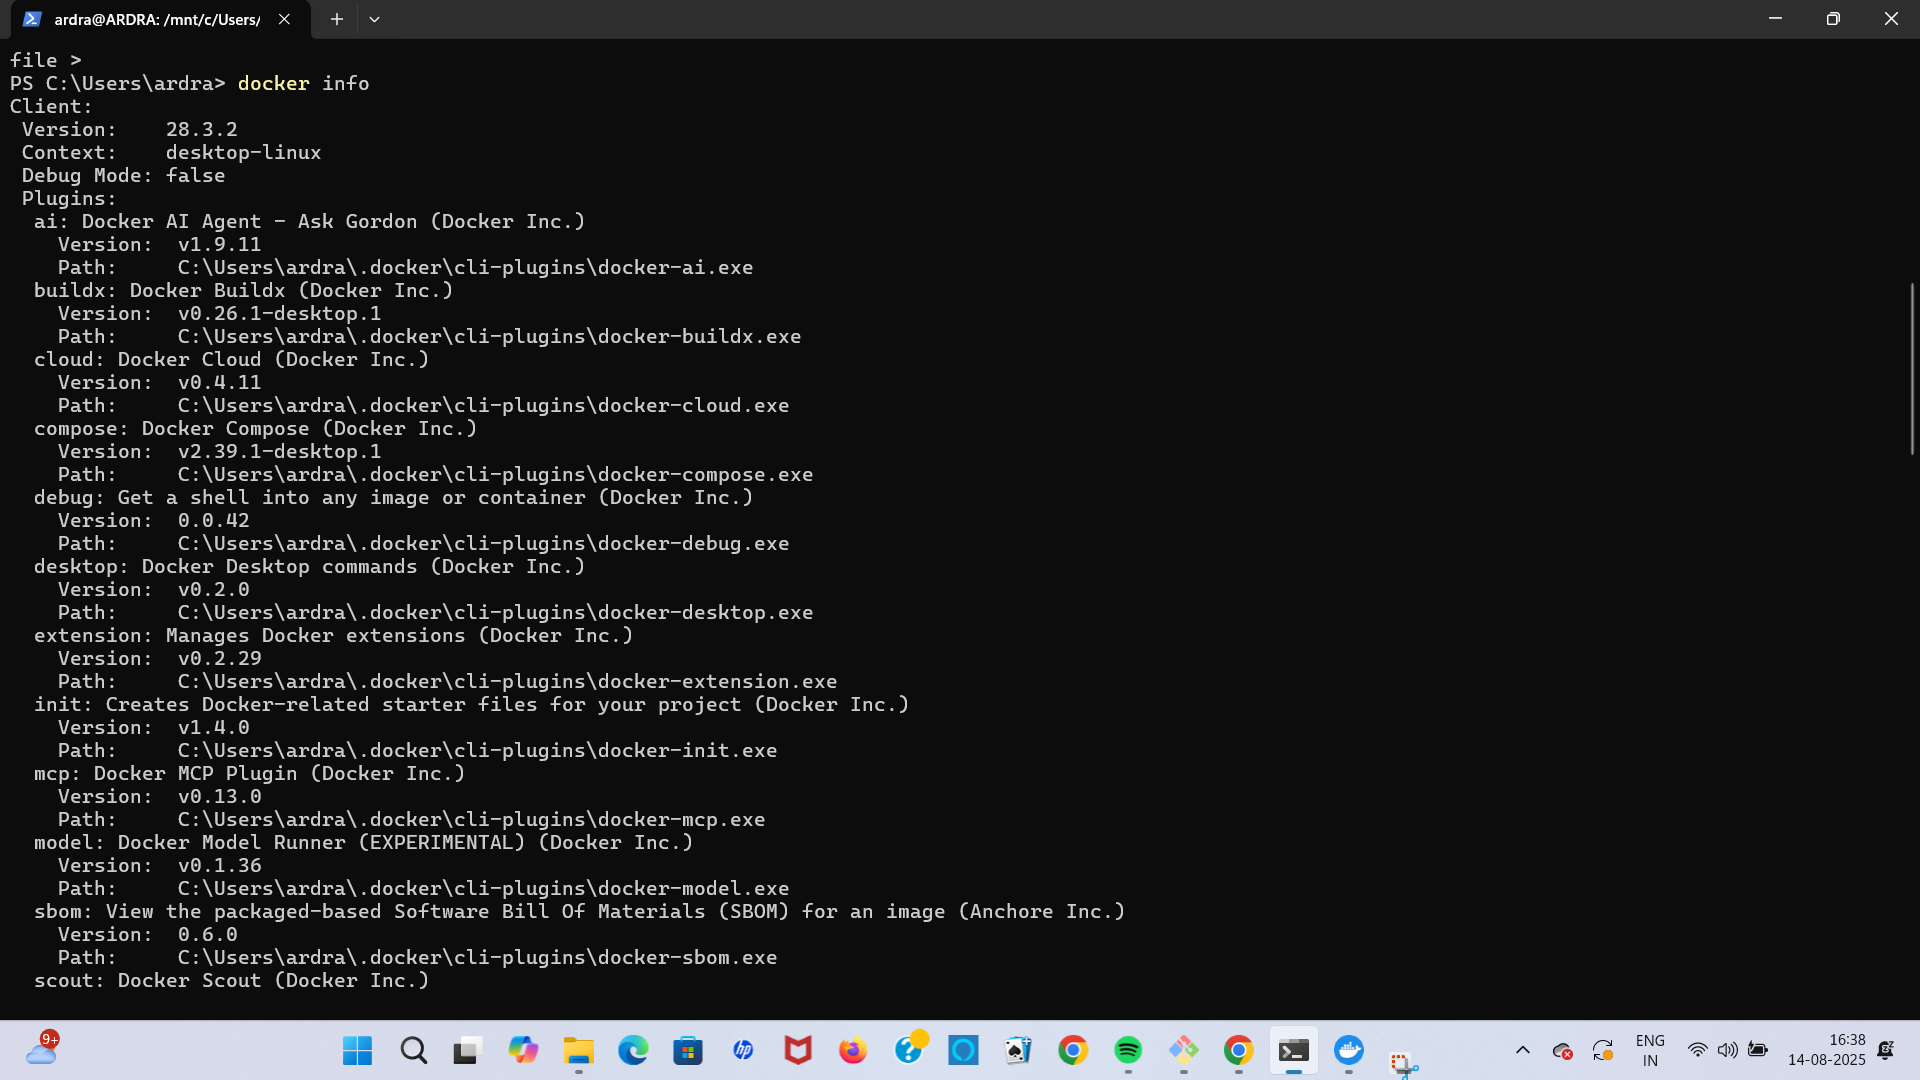 ardra@ARDRA: /mnt/c/Users/
file >
PS C:\Users\ardra> docker info
Client:
 Version:    28.3.2
 Context:    desktop-linux
 Debug Mode: false
 Plugins:
  ai: Docker AI Agent - Ask Gordon (Docker Inc.)
    Version:  v1.9.11
    Path:     C:\Users\ardra\.docker\cli-plugins\docker-ai.exe
  buildx: Docker Buildx (Docker Inc.)
    Version:  v0.26.1-desktop.1
    Path:     C:\Users\ardra\.docker\cli-plugins\docker-buildx.exe
  cloud: Docker Cloud (Docker Inc.)
    Version:  v0.4.11
    Path:     C:\Users\ardra\.docker\cli-plugins\docker-cloud.exe
  compose: Docker Compose (Docker Inc.)
    Version:  v2.39.1-desktop.1
    Path:     C:\Users\ardra\.docker\cli-plugins\docker-compose.exe
  debug: Get a shell into any image or container (Docker Inc.)
    Version:  0.0.42
    Path:     C:\Users\ardra\.docker\cli-plugins\docker-debug.exe
  desktop: Docker Desktop commands (Docker Inc.)
    Version:  v0.2.0
    Path:     C:\Users\ardra\.docker\cli-plugins\docker-desktop.exe
  extension: Manages Docker extensions (Docker Inc.)
    Version:  v0.2.29
    Path:     C:\Users\ardra\.docker\cli-plugins\docker-extension.exe
  init: Creates Docker-related starter files for your project (Docker Inc.)
    Version:  v1.4.0
    Path:     C:\Users\ardra\.docker\cli-plugins\docker-init.exe
  mcp: Docker MCP Plugin (Docker Inc.)
    Version:  v0.13.0
    Path:     C:\Users\ardra\.docker\cli-plugins\docker-mcp.exe
  model: Docker Model Runner (EXPERIMENTAL) (Docker Inc.)
    Version:  v0.1.36
    Path:     C:\Users\ardra\.docker\cli-plugins\docker-model.exe
  sbom: View the packaged-based Software Bill Of Materials (SBOM) for an image (Anchore Inc.)
    Version:  0.6.0
    Path:     C:\Users\ardra\.docker\cli-plugins\docker-sbom.exe
  scout: Docker Scout (Docker Inc.)
9+
hp
ENG
IN
16:38
14-08-2025